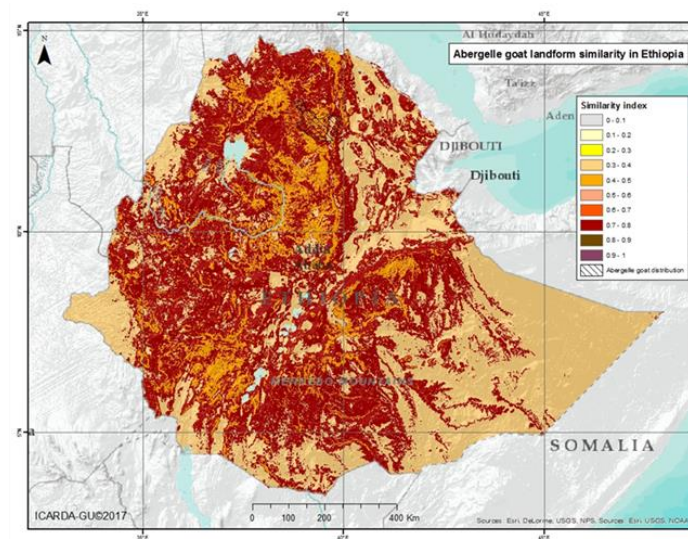 Abergelle goat landform similarity in Ethiopia
Al Hudaydah
Ta'izz
Aden
Similarity index
0 - 0.1
0.1 - 0.2
0.2 - 0.3
0.3 - 0.4
0.4 - 0.5
0.5 - 0.6
0.6 - 0.7
0.7 - 0.8
0.8 - 0.9
0.9 - 1
Abergelle goat distribution
N
DJIBOUTI
Djibouti
Addis
ETHIOPIA
SOMALIA
0 100 200 400 Km
ICARDA-GU©2017
Sources: Esri, DeLorme, USGS, NPS, Sources: Esri, USGS, NOAA